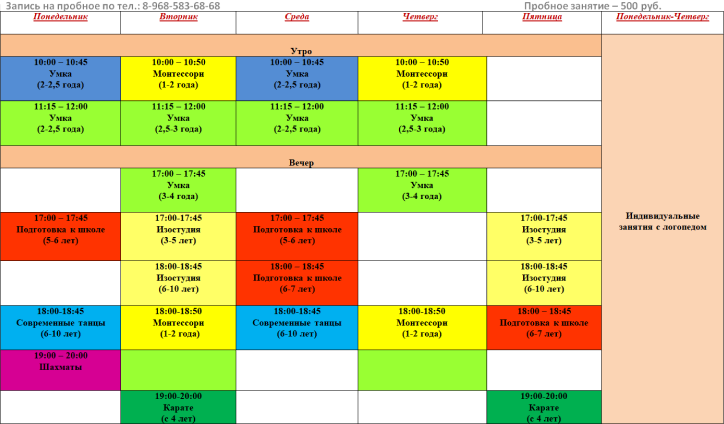 Запись на пробное по тел.: 8-968-583-68-68 Пробное занятие – 500 руб.
Понедельник Вторник Среда Четверг Пятница Понедельник-Четверг
Утро
10:00 – 10:45 10:00 – 10:50 10:00 – 10:45 10:00 – 10:50
Умка Монтессори Умка Монтессори
(2-2,5 года) (1-2 года) (2-2,5 года) (1-2 года)
11:15 – 12:00 11:15 – 12:00 11:15 – 12:00 11:15 – 12:00
Умка Умка Умка Умка
(2-2,5 года) (2,5-3 года) (2-2,5 года) (2,5-3 года)
Вечер
17:00 – 17:45 17:00 – 17:45
Умка Умка
(3-4 года) (3-4 года)
17:00 – 17:45 17:00-17:45 17:00 – 17:45 17:00-17:45
Подготовка к школе Изостудия Подготовка к школе Изостудия
(5-6 лет) (3-5 лет) (5-6 лет) (3-5 лет)
Индивидуальные
занятия с логопедом
18:00-18:45 18:00 – 18:45 18:00-18:45
Изостудия Подготовка к школе Изостудия
(6-10 лет) (6-7 лет) (6-10 лет)
18:00-18:45 18:00-18:50 18:00-18:45 18:00-18:50 18:00 – 18:45
Современные танцы Монтессори Современные танцы Монтессори Подготовка к школе
(6-10 лет) (1-2 года) (6-10 лет) (1-2 года) (6-7 лет)
19:00 – 20:00
Шахматы
19:00-20:00 19:00-20:00
Карате Карате
(с 4 лет) (с 4 лет)